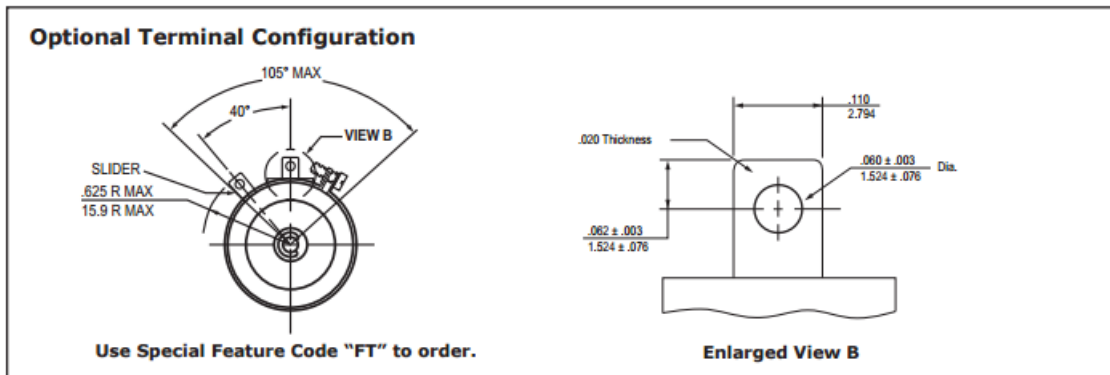 Optional Terminal Configuration
105° MAX
40°
VIEW B
SLIDER
.625 R MAX
15.9 R MAX
.110
2.794
.020 Thickness
.060 ± .003
1.524 ± .076
Dia.
.062 ± .003
1.524 ± .076
Use Special Feature Code “FT” to order.
Enlarged View B